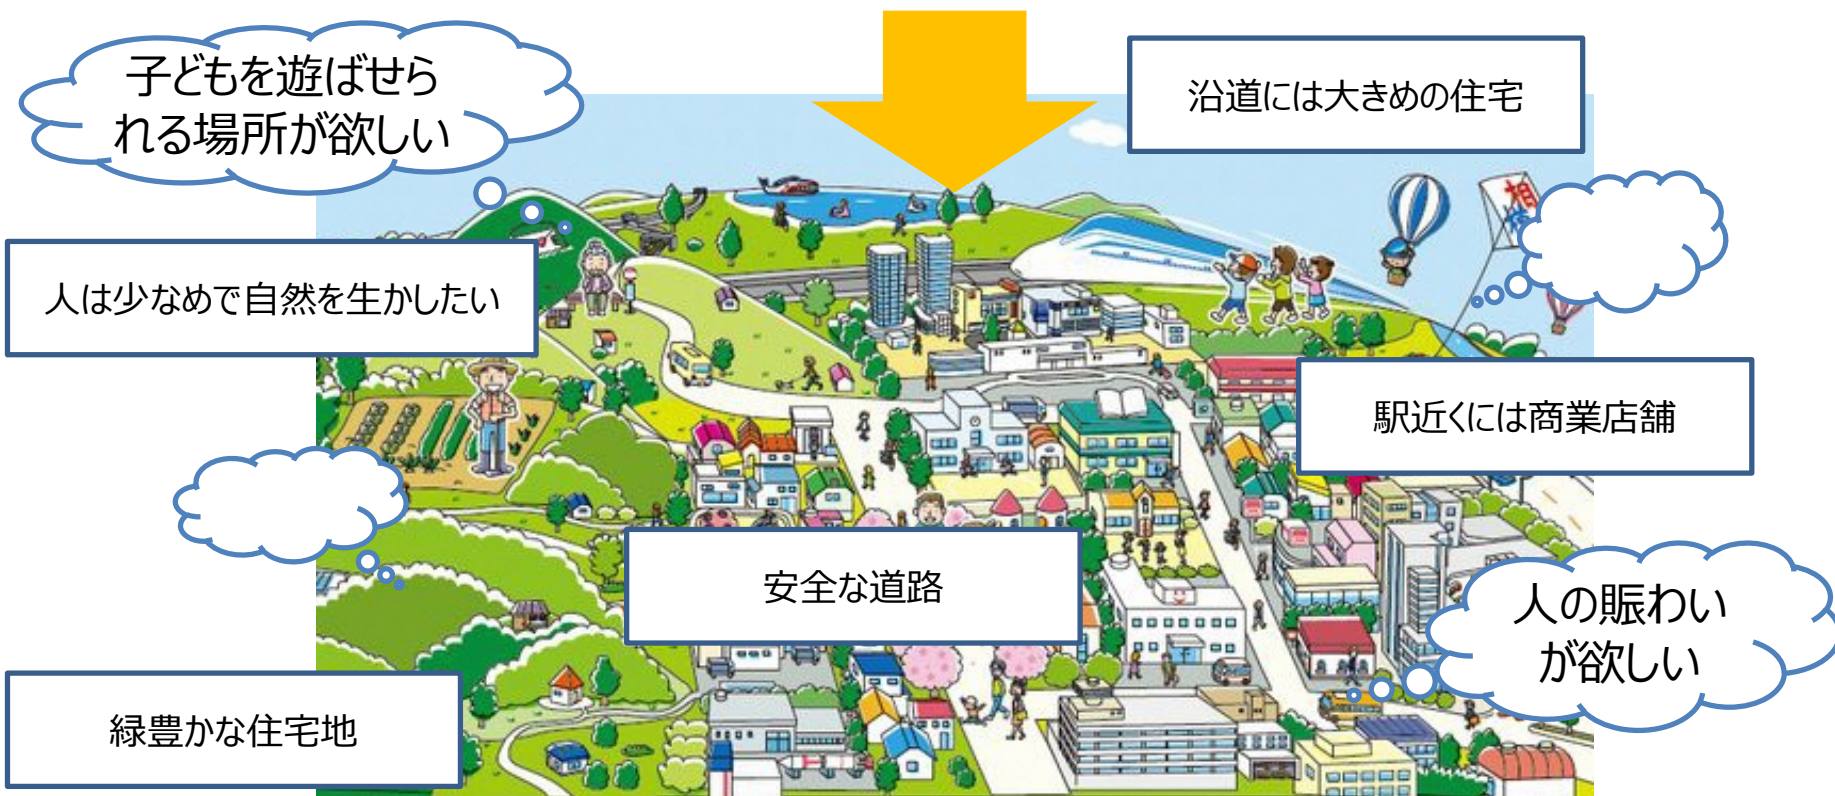 子どもを遊ばせら
れる場所が欲しい
沿道には大きめの住宅
人は少なめで自然を生かしたい
駅近くには商業店舗
安全な道路
人の賑わい
が欲しい
緑豊かな住宅地